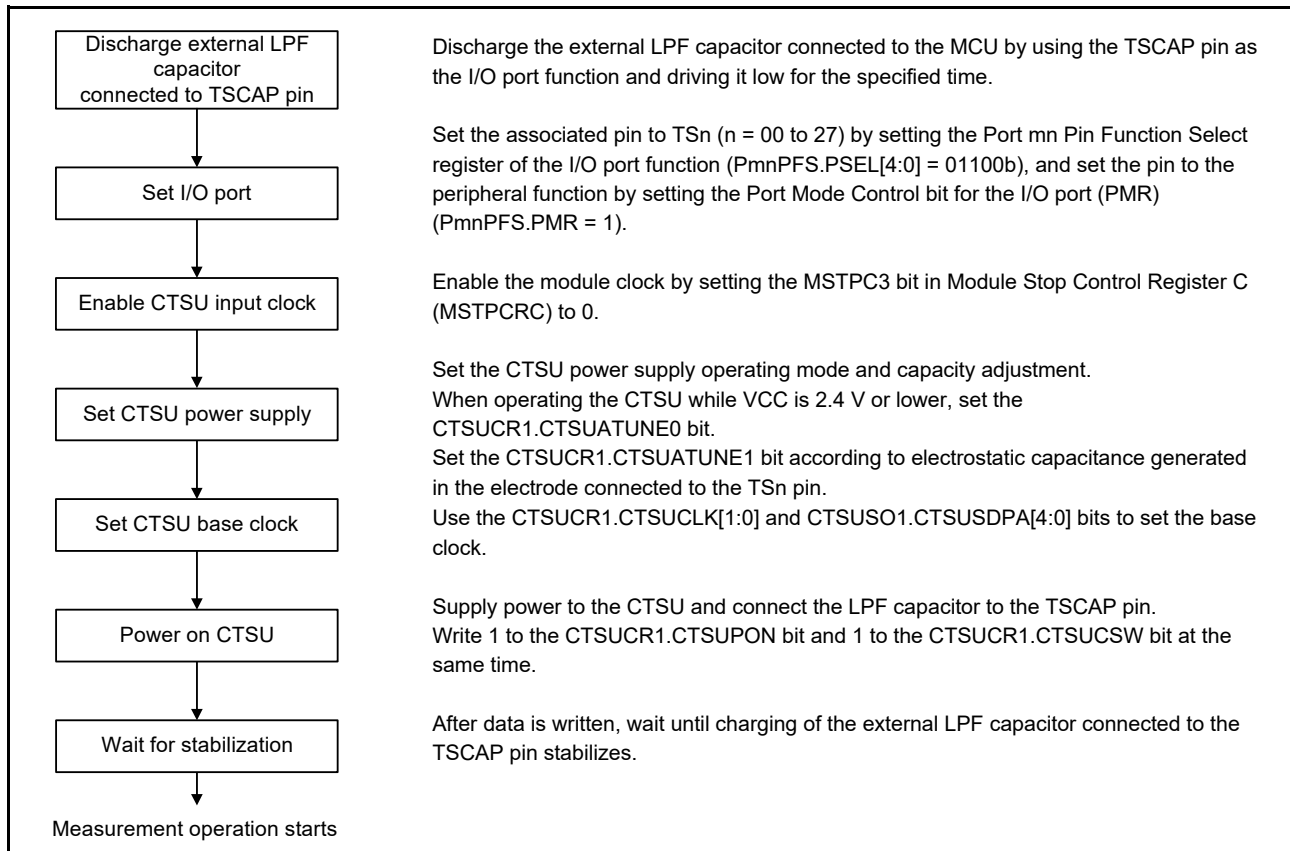 Discharge external LPF
capacitor
connected to TSCAP pin
Discharge the external LPF capacitor connected to the MCU by using the TSCAP pin as
the I/O port function and driving it low for the specified time.
Set I/O port
Set the associated pin to TSn (n = 00 to 27) by setting the Port mn Pin Function Select
register of the I/O port function (PmnPFS.PSEL[4:0] = 01100b), and set the pin to the
peripheral function by setting the Port Mode Control bit for the I/O port (PMR)
(PmnPFS.PMR = 1).
Enable CTSU input clock
Enable the module clock by setting the MSTPC3 bit in Module Stop Control Register C
(MSTPCRC) to 0.
Set CTSU power supply
Set the CTSU power supply operating mode and capacity adjustment.
When operating the CTSU while VCC is 2.4 V or lower, set the
CTSUCR1.CTSUATUNE0 bit.
Set the CTSUCR1.CTSUATUNE1 bit according to electrostatic capacitance generated
in the electrode connected to the TSn pin.
Set CTSU base clock
Use the CTSUCR1.CTSUCLK[1:0] and CTSUSO1.CTSUSDPA[4:0] bits to set the base
clock.
Power on CTSU
Supply power to the CTSU and connect the LPF capacitor to the TSCAP pin.
Write 1 to the CTSUCR1.CTSUPON bit and 1 to the CTSUCR1.CTSUCSW bit at the
same time.
Wait for stabilization
After data is written, wait until charging of the external LPF capacitor connected to the
TSCAP pin stabilizes.
Measurement operation starts